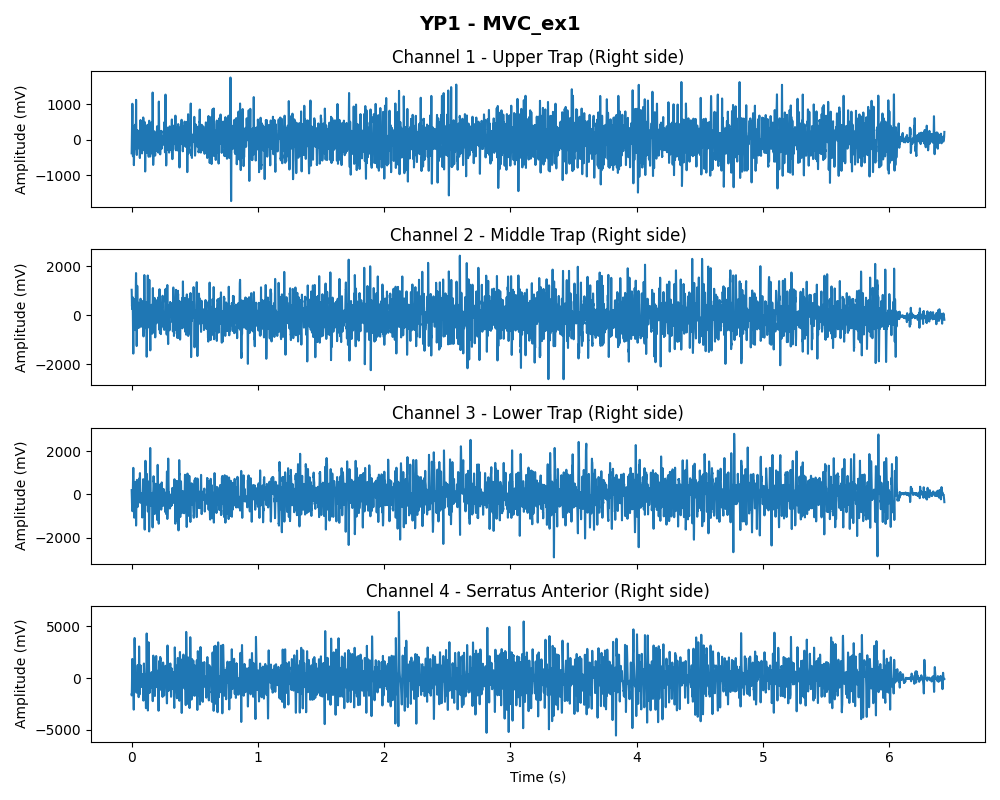 YP1 - MVC_ex1
Channel 1 - Upper Trap (Right side)
Amplitude (mV)
1000
0
−1000
Channel 2 - Middle Trap (Right side)
Amplitude (mV)
2000
0
−2000
Channel 3 - Lower Trap (Right side)
Amplitude (mV)
2000
0
−2000
Channel 4 - Serratus Anterior (Right side)
Amplitude (mV)
5000
0
−5000
0 1 2 3 4 5 6
Time (s)